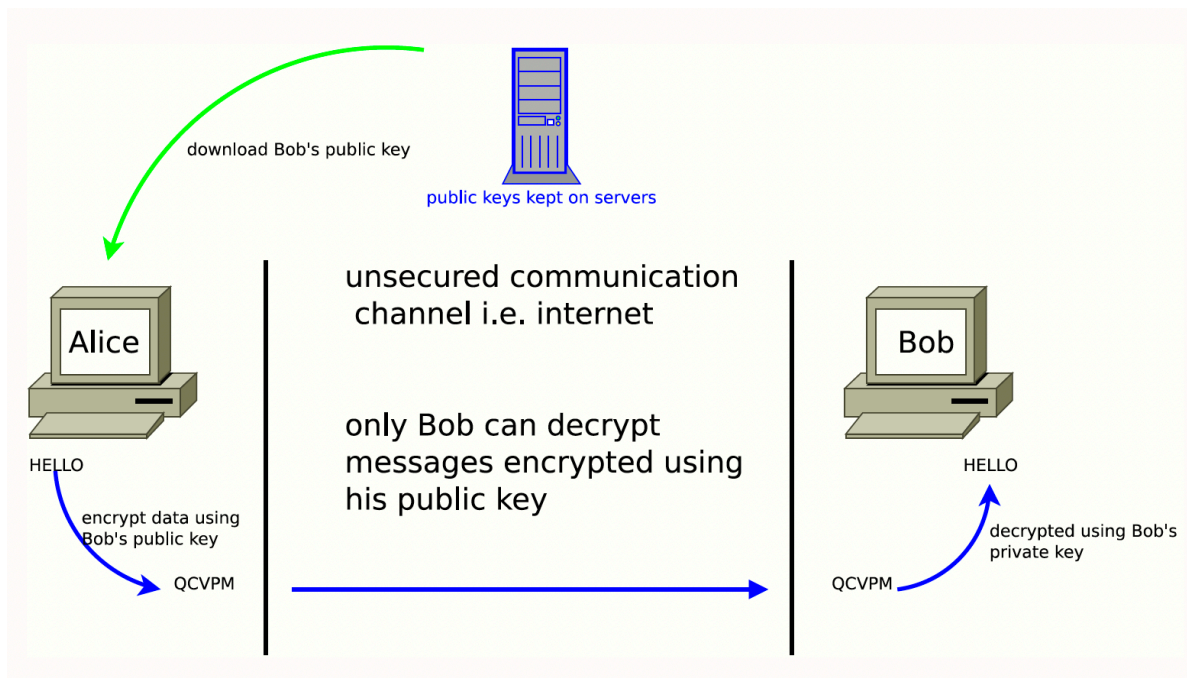 download Bob's public key
public keys kept on servers
unsecured communication
channel i.e. internet
Alice
Bob
only Bob can decrypt
messages encrypted using
his public key
HELLO
HELLO
encrypt data using
Bob's public key
decrypted using Bob's
private key
QCVPM
QCVPM